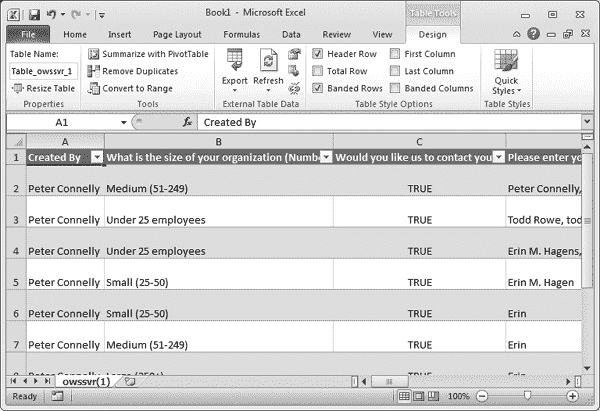 Book1 - Microsoft Excel
Table Tools
File Home Insert Page Layout Formulas Data Review View Design
Table Name:
Table_owssvr_1
Resize Table
Properties
Summarize with PivotTable
Remove Duplicates
Convert to Range
Tools
Export Refresh
External Table Data
Header Row First Column
Total Row Last Column
Banded Rows Banded Columns
Table Style Options
Quick
Styles
Table Styles
A1 fx Created By
A B C
1 Created By What is the size of your organization (Numb Would you like us to contact you Please enter yo
2 Peter Connelly Medium (51-249) TRUE Peter Connelly,
3 Peter Connelly Under 25 employees TRUE Todd Rowe, tod
4 Peter Connelly Under 25 employees TRUE Erin M. Hagens,
5 Peter Connelly Small (25-50) TRUE Erin M. Hagen
6 Peter Connelly Small (25-50) TRUE Erin
7 Peter Connelly Medium (51-249) TRUE Erin
owssvr(1)
Ready 100%